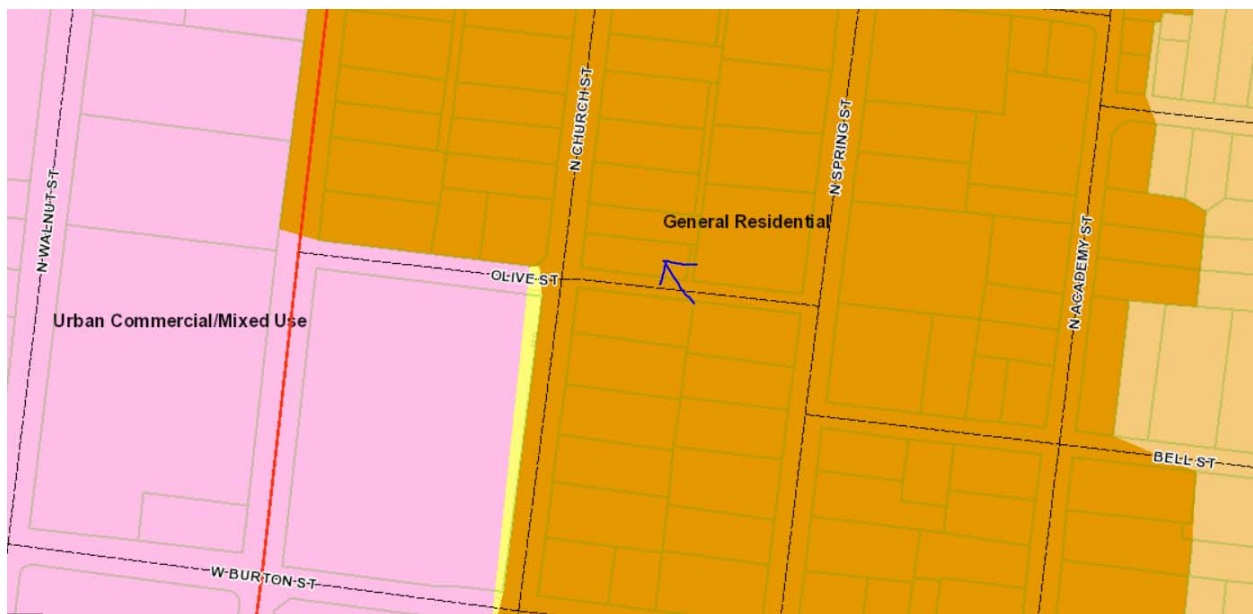 N WALNUT ST
N CHURCH ST
N SPRING ST
N ACADEMY ST
General Residential
OLIVE ST
Urban Commercial/Mixed Use
BELL ST
W BURTON ST